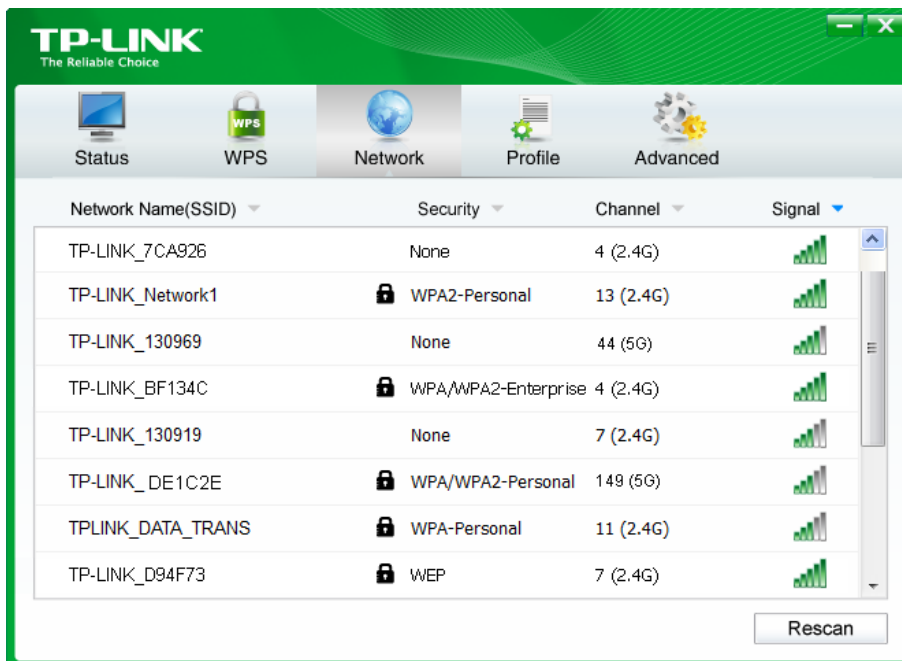 TP-LINK
The Reliable Choice
WPS
Status WPS Network Profile Advanced
Network Name(SSID) Security Channel Signal
TP-LINK_7CA926 None 4 (2.4G)
TP-LINK_Network1 WPA2-Personal 13 (2.4G)
TP-LINK_130969 None 44 (5G)
TP-LINK_BF134C WPA/WPA2-Enterprise 4 (2.4G)
TP-LINK_130919 None 7 (2.4G)
TP-LINK_ DE1C2E WPA/WPA2-Personal 149 (5G)
TPLINK_DATA_TRANS WPA-Personal 11 (2.4G)
TP-LINK_D94F73 WEP 7 (2.4G)
Rescan